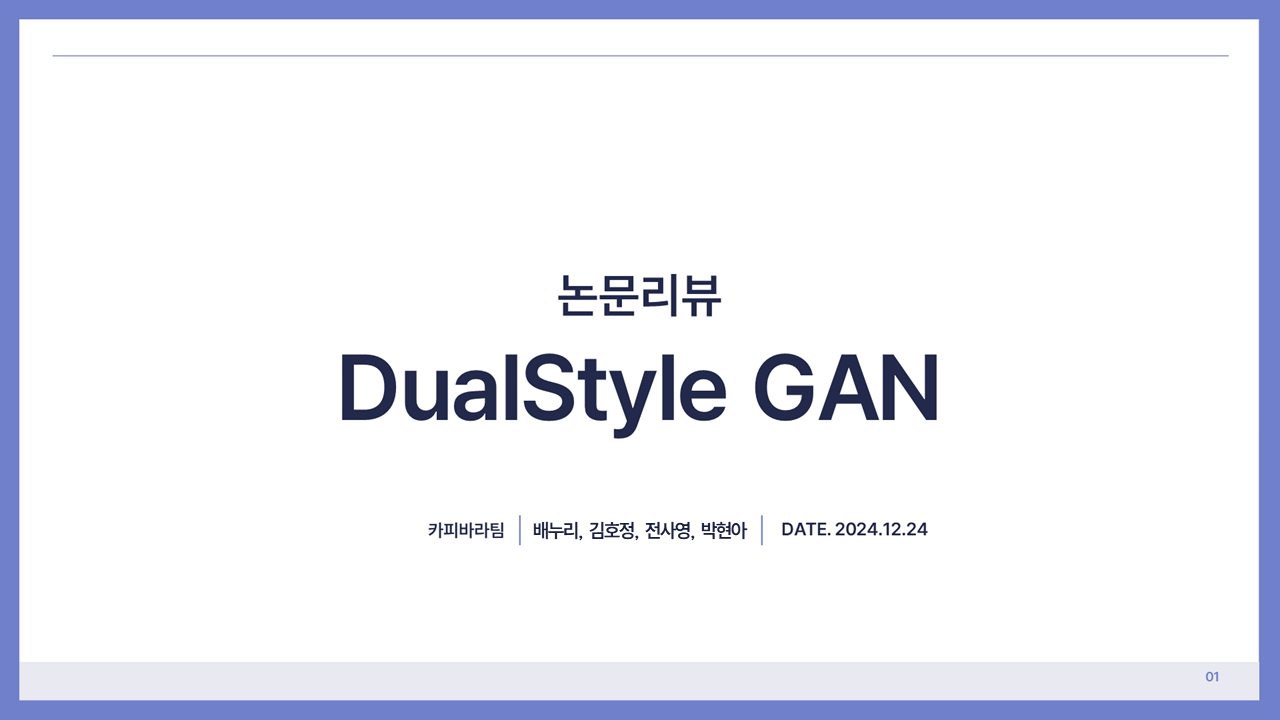 논문리뷰
DualStyle GAN
카피바라팀 배누리, 김호정, 전사영, 박현아 DATE. 2024.12.24
01